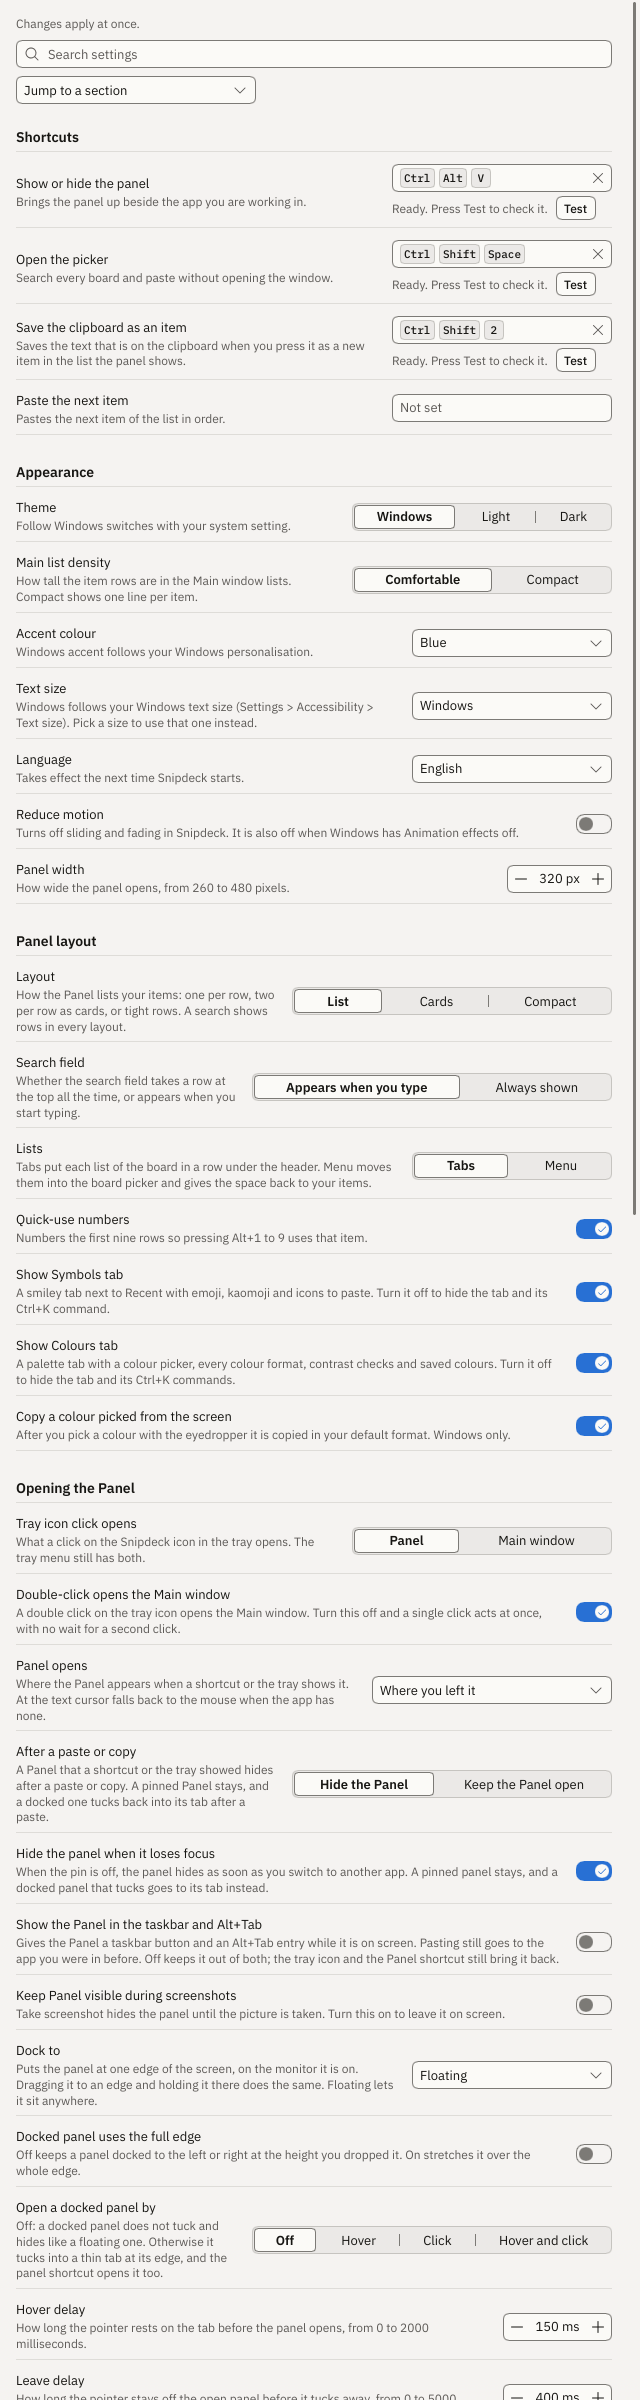 Changes apply at once.
Search settings
Jump to a section
Shortcuts
Show or hide the panel
Brings the panel up beside the app you are working in.
Ctrl Alt V
Ready. Press Test to check it. Test
Open the picker
Search every board and paste without opening the window.
Ctrl Shift Space
Ready. Press Test to check it. Test
Save the clipboard as an item
Saves the text that is on the clipboard when you press it as a new
item in the list the panel shows.
Ctrl Shift 2
Ready. Press Test to check it. Test
Paste the next item
Pastes the next item of the list in order.
Not set
Appearance
Theme
Follow Windows switches with your system setting.
Windows Light Dark
Main list density
How tall the item rows are in the Main window lists.
Compact shows one line per item.
Comfortable Compact
Accent colour
Windows accent follows your Windows personalisation.
Blue
Text size
Windows follows your Windows text size (Settings > Accessibility >
Text size). Pick a size to use that one instead.
Windows
Language
Takes effect the next time Snipdeck starts.
English
Reduce motion
Turns off sliding and fading in Snipdeck. It is also off when Windows has Animation effects off.
Panel width
How wide the panel opens, from 260 to 480 pixels.
320 px
Panel layout
Layout
How the Panel lists your items: one per row, two
per row as cards, or tight rows. A search shows
rows in every layout.
List Cards Compact
Search field
Whether the search field takes a row at
the top all the time, or appears when you
start typing.
Appears when you type Always shown
Lists
Tabs put each list of the board in a row under the header. Menu moves
them into the board picker and gives the space back to your items.
Tabs Menu
Quick-use numbers
Numbers the first nine rows so pressing Alt+1 to 9 uses that item.
Show Symbols tab
A smiley tab next to Recent with emoji, kaomoji and icons to paste. Turn it off to hide the tab and its
Ctrl+K command.
Show Colours tab
A palette tab with a colour picker, every colour format, contrast checks and saved colours. Turn it off
to hide the tab and its Ctrl+K commands.
Copy a colour picked from the screen
After you pick a colour with the eyedropper it is copied in your default format. Windows only.
Opening the Panel
Tray icon click opens
What a click on the Snipdeck icon in the tray opens. The
tray menu still has both.
Panel Main window
Double-click opens the Main window
A double click on the tray icon opens the Main window. Turn this off and a single click acts at once,
with no wait for a second click.
Panel opens
Where the Panel appears when a shortcut or the tray shows it.
At the text cursor falls back to the mouse when the app has
none.
Where you left it
After a paste or copy
A Panel that a shortcut or the tray showed hides
after a paste or copy. A pinned Panel stays, and
a docked one tucks back into its tab after a
paste.
Hide the Panel Keep the Panel open
Hide the panel when it loses focus
When the pin is off, the panel hides as soon as you switch to another app. A pinned panel stays, and a
docked panel that tucks goes to its tab instead.
Show the Panel in the taskbar and Alt+Tab
Gives the Panel a taskbar button and an Alt+Tab entry while it is on screen. Pasting still goes to the
app you were in before. Off keeps it out of both; the tray icon and the Panel shortcut still bring it back.
Keep Panel visible during screenshots
Take screenshot hides the panel until the picture is taken. Turn this on to leave it on screen.
Dock to
Puts the panel at one edge of the screen, on the monitor it is on.
Dragging it to an edge and holding it there does the same. Floating lets
it sit anywhere.
Floating
Docked panel uses the full edge
Off keeps a panel docked to the left or right at the height you dropped it. On stretches it over the
whole edge.
Open a docked panel by
Off: a docked panel does not tuck and
hides like a floating one. Otherwise it
tucks into a thin tab at its edge, and the
panel shortcut opens it too.
Off Hover Click Hover and click
Hover delay
How long the pointer rests on the tab before the panel opens, from 0 to 2000
milliseconds.
150 ms
Leave delay
How long the pointer stays off the open panel before it tucks away, from 0 to 5000
400 ms